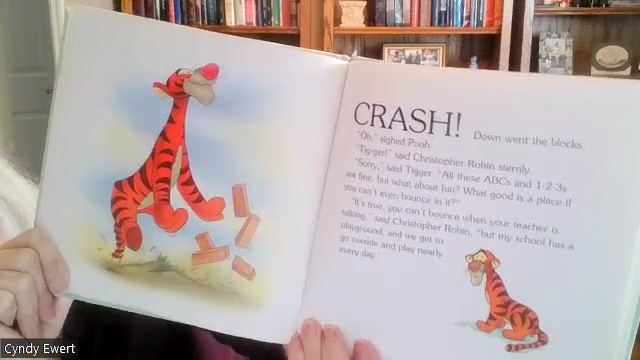 CRASH! Down went the blocks.
"Oh," sighed Pooh.
"Tig-ger!" said Christopher Robin sternly.
"Sorry," said Tigger. "All these ABCs and 1-2-3s
are fine, but what about fun? What good is a place if
you can't even bounce in it?"
"It's true, you can't bounce when your teacher is
talking," said Christopher Robin, "but my school has a
playground, and we get to
go outside and play nearly
every day."
Cyndy Ewert